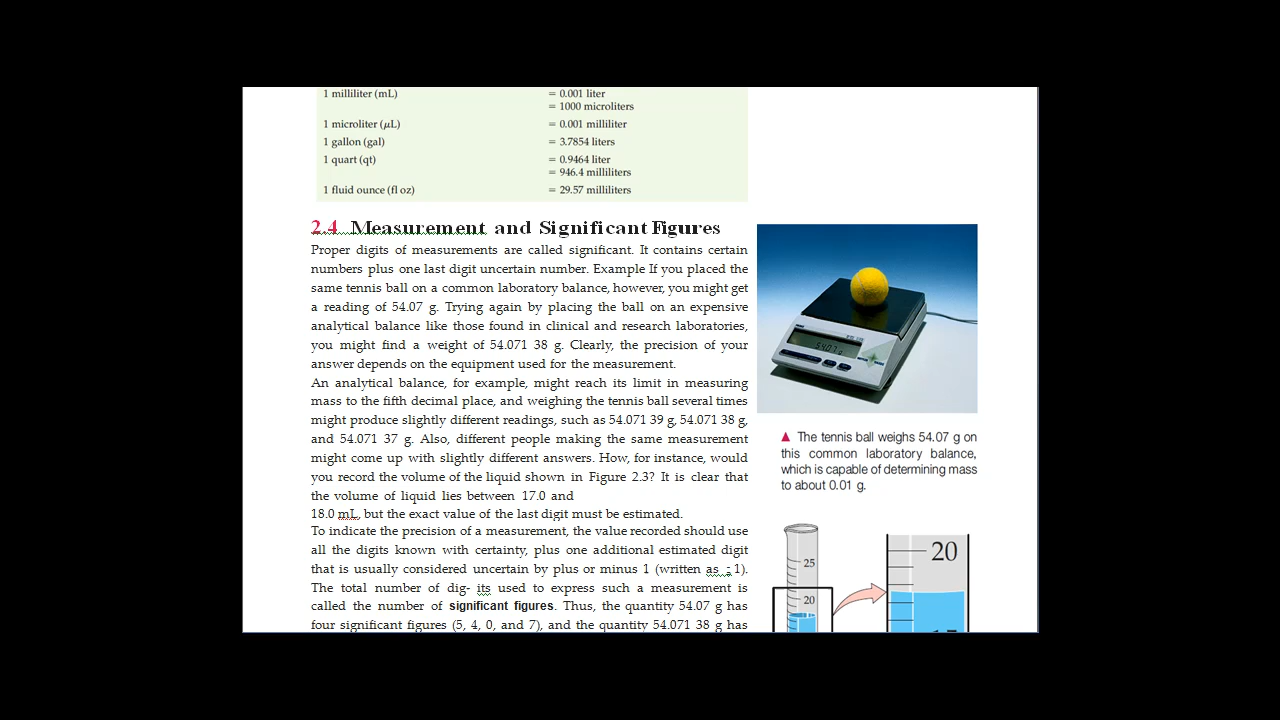 1 milliliter (mL) = 0.001 liter
= 1000 microliters
1 microliter (μL) = 0.001 milliliter
1 gallon (gal) = 3.7854 liters
1 quart (qt) = 0.9464 liter
= 946.4 milliliters
1 fluid ounce (fl oz) = 29.57 milliliters
2.4 Measurement and Significant Figures
Proper digits of measurements are called significant. It contains certain
numbers plus one last digit uncertain number. Example If you placed the
same tennis ball on a common laboratory balance, however, you might get
a reading of 54.07 g. Trying again by placing the ball on an expensive
analytical balance like those found in clinical and research laboratories,
you might find a weight of 54.071 38 g. Clearly, the precision of your
answer depends on the equipment used for the measurement.
An analytical balance, for example, might reach its limit in measuring
mass to the fifth decimal place, and weighing the tennis ball several times
might produce slightly different readings, such as 54.071 39 g, 54.071 38 g,
and 54.071 37 g. Also, different people making the same measurement
might come up with slightly different answers. How, for instance, would
you record the volume of the liquid shown in Figure 2.3? It is clear that
the volume of liquid lies between 17.0 and
18.0 mL, but the exact value of the last digit must be estimated.
To indicate the precision of a measurement, the value recorded should use
all the digits known with certainty, plus one additional estimated digit
that is usually considered uncertain by plus or minus 1 (written as ; 1).
The total number of dig- its used to express such a measurement is
called the number of significant figures. Thus, the quantity 54.07 g has
four significant figures (5, 4, 0, and 7), and the quantity 54.071 38 g has
54.07 g
▲ The tennis ball weighs 54.07 g on
this common laboratory balance,
which is capable of determining mass
to about 0.01 g.
25
20
20